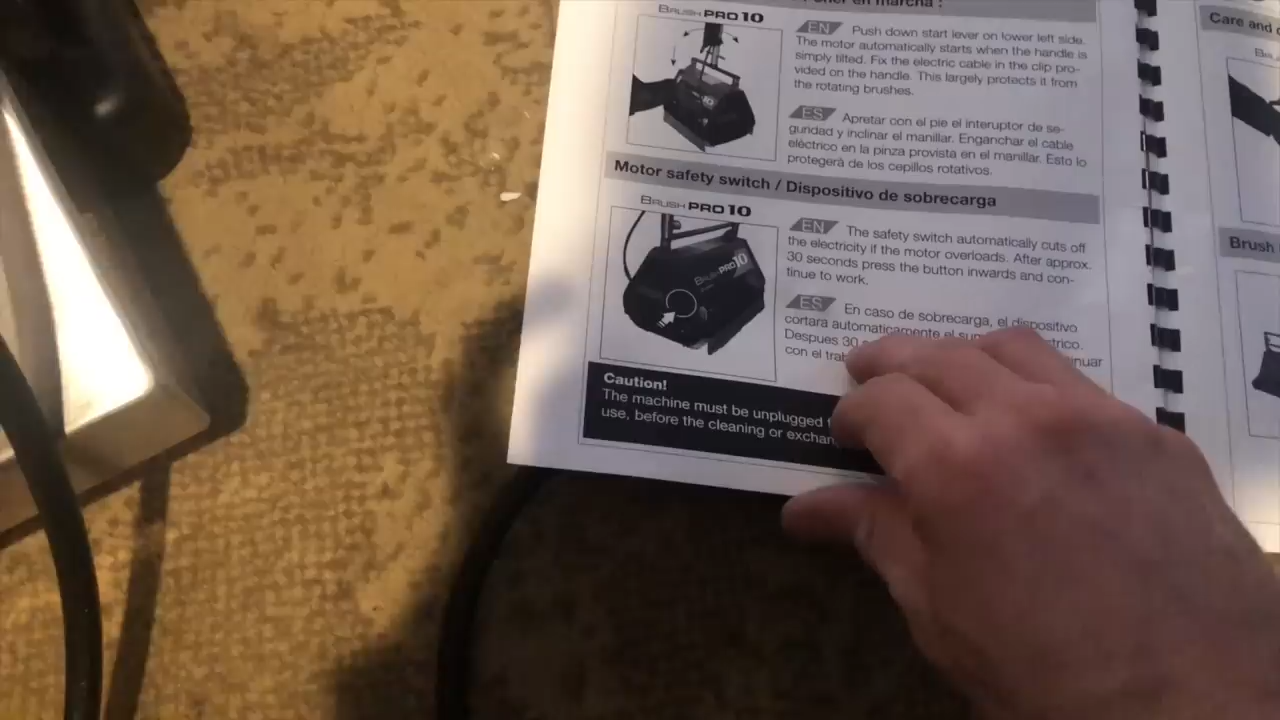 en marcha :
BRUSH PRO 10
EN Push down start lever on lower left side.
The motor automatically starts when the handle is
simply tilted. Fix the electric cable in the clip pro-
vided on the handle. This largely protects it from
the rotating brushes.
ES Apretar con el pie el interuptor de se-
guridad y inclinar el manillar. Enganchar el cable
eléctrico en la pinza provista en el manillar. Esto lo
protegerà de los cepillos rotativos.
Motor safety switch / Dispositivo de sobrecarga
BRUSH PRO 10
EN The safety switch automatically cuts off
the electricity if the motor overloads. After approx.
30 seconds press the button inwards and con-
tinue to work.
BRUSH PRO 10
ES En caso de sobrecarga, el dispositivo
cortara automaticamente el
Despues 30
con el
Caution!
The machine must be unplugged
use, before the cleaning or
Care and
Brush